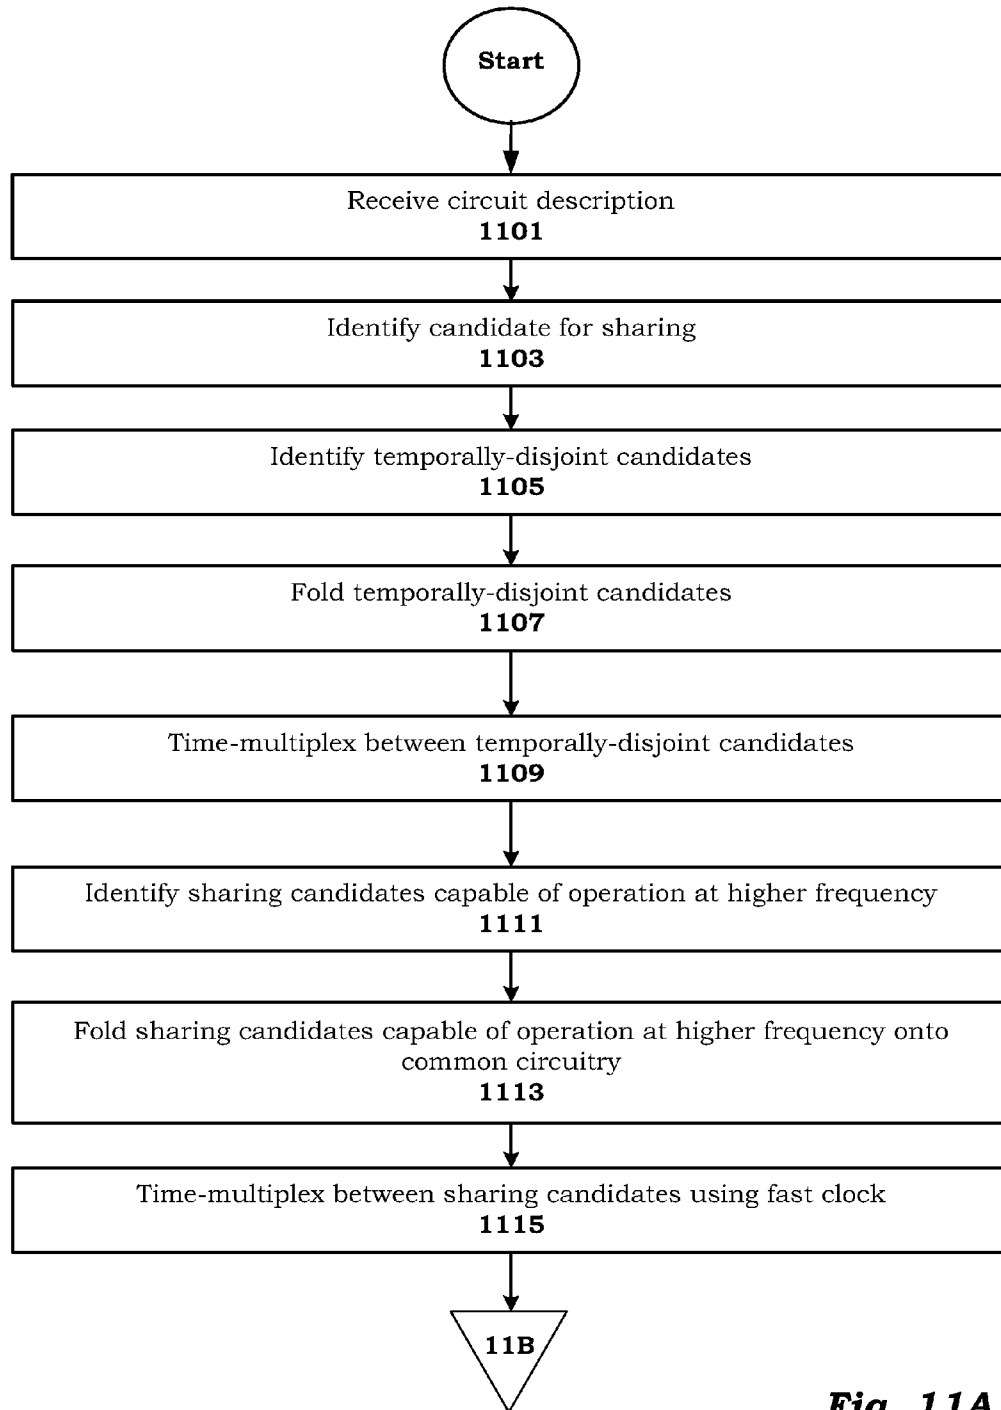 Start
Receive circuit description
1101
Identify candidate for sharing
1103
Identify temporally-disjoint candidates
1105
Fold temporally-disjoint candidates
1107
Time-multiplex between temporally-disjoint candidates
1109
Identify sharing candidates capable of operation at higher frequency
1111
Fold sharing candidates capable of operation at higher frequency onto
common circuitry
1113
Time-multiplex between sharing candidates using fast clock
1115
11B
Fig. 11A